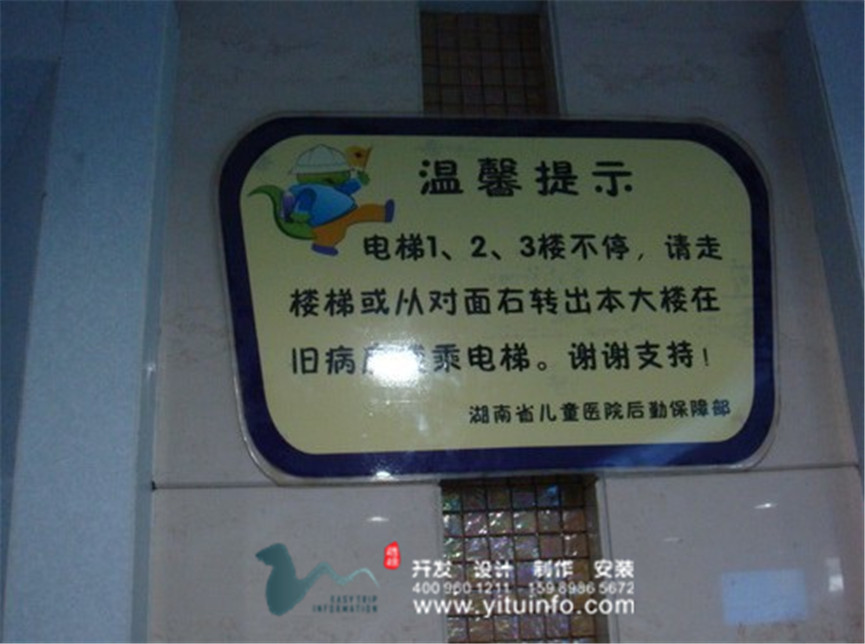 温馨提示
电梯1、2、3楼不停，请走
楼梯或从对面右转出本大楼在
旧病 乘电梯。谢谢支持！
湖南省儿童医院后勤保障部
开发 设计 制作 安装
400 960 1211 159 8986 5672
EASYTRIP
INFORMATION
www.yituinfo.com